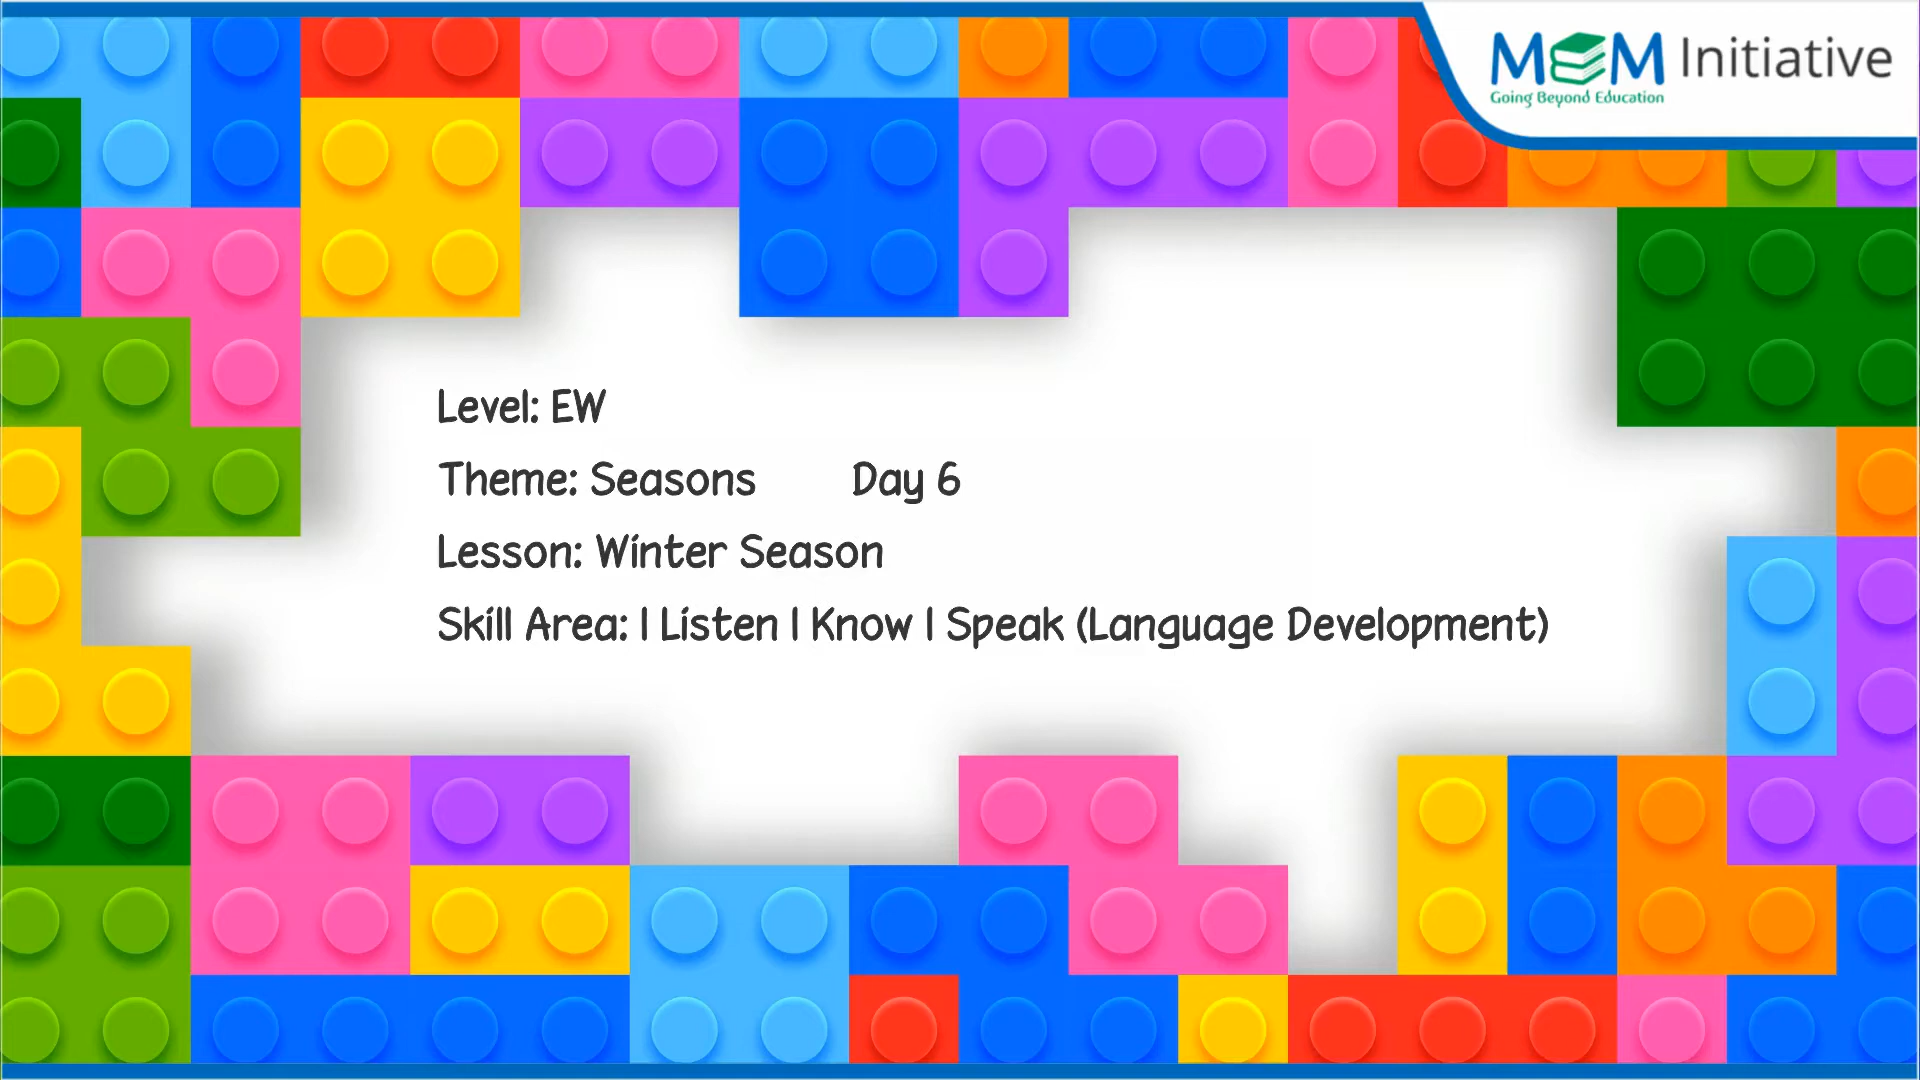 MEM Initiative
Going Beyond Education
Level: EW
Theme: Seasons Day 6
Lesson: Winter Season
Skill Area: I Listen I Know I Speak (Language Development)